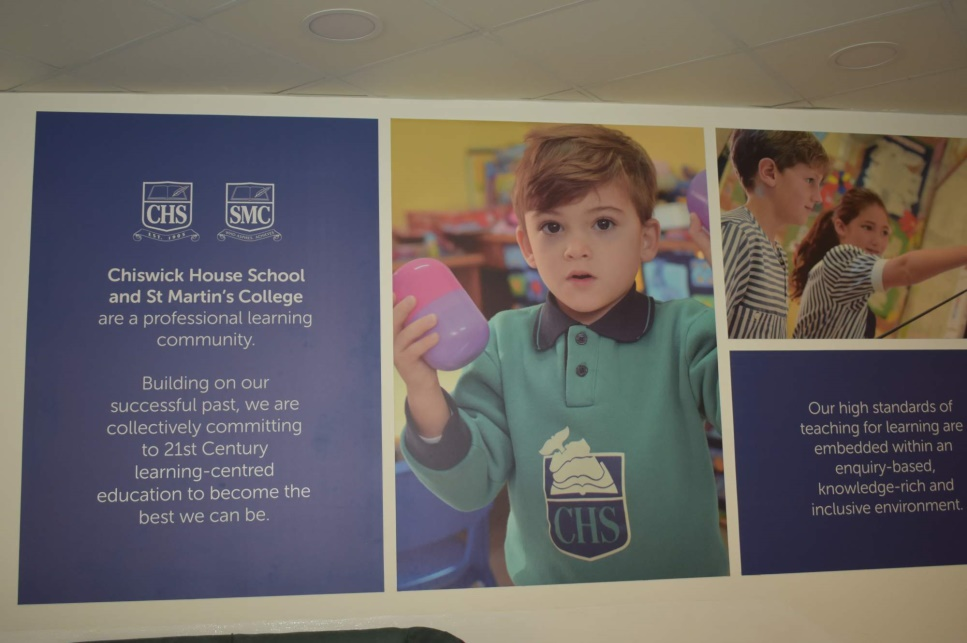 CHS
EST. 1906
SMC
Chiswick House School
and St Martin's College
are a professional learning
community.
Building on our
successful past, we are
collectively committing
to 21st Century
learning-centred
education to become the
best we can be.
CHS
Our high standards of
teaching for learning are
embedded within an
enquiry-based,
knowledge-rich and
inclusive environment.